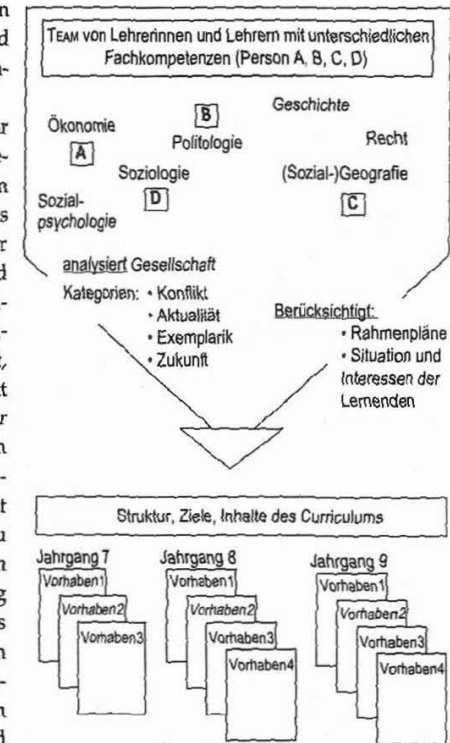 TEAM von Lehrerinnen und Lehrern mit unterschiedlichen
Fachkompetenzen (Person A, B, C, D)
Geschichte
B
Ökonomie
Politologie
Recht
A
Soziologie
(Sozial-)Geografie
D
C
Sozial-
psychologie
analysiert Gesellschaft
Kategorien: • Konflikt
• Aktualität
• Exemplarik
• Zukunft
Berücksichtigt:
• Rahmenpläne
• Situation und
Interessen der
Lernenden
Struktur, Ziele, Inhalte des Curriculums
Jahrgang 7
Vorhaben1
Vorhaben2
Vorhaben3
Jahrgang 8
Vorhaben1
Vorhaben2
Vorhaben3
Vorhaben4
Jahrgang 9
Vorhaben1
Vorhaben2
Vorhaben3
Vorhaben4